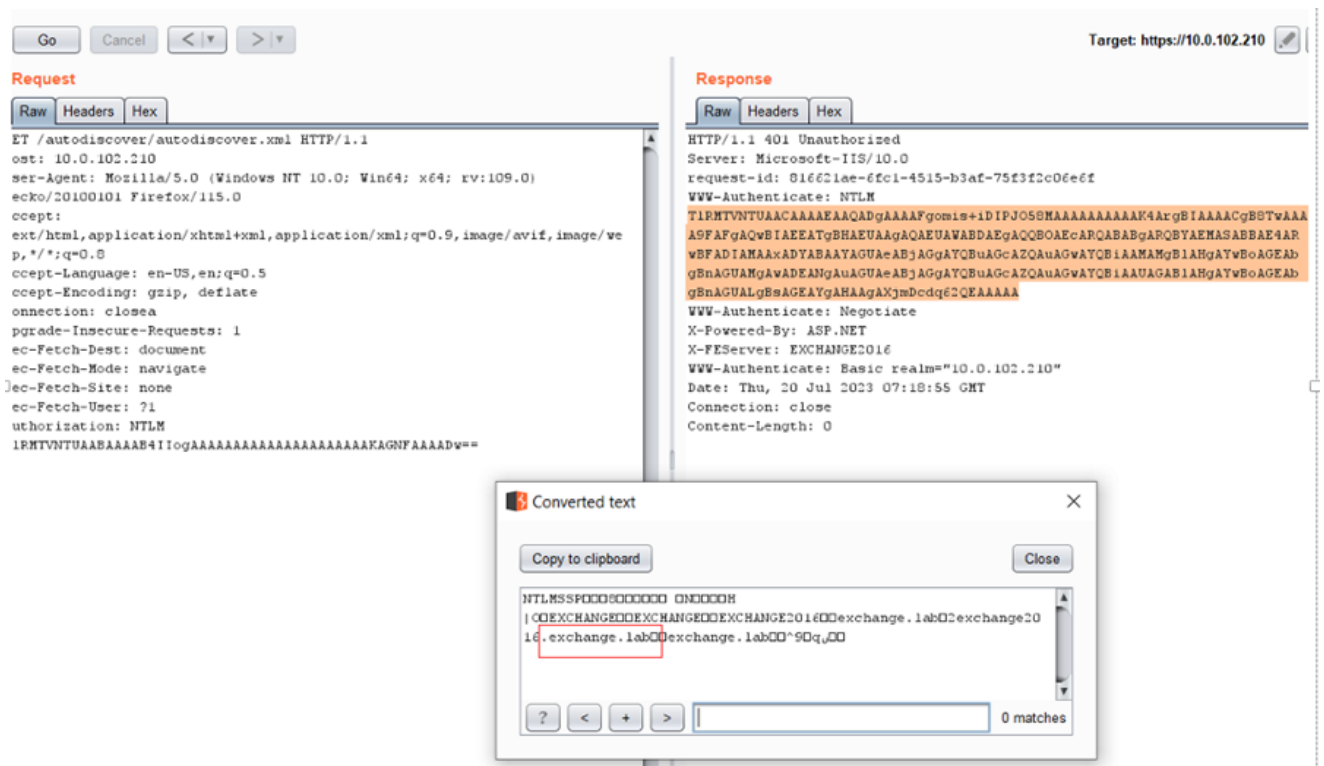 Go
Cancel
<
>
Target: https://10.0.102.210
Request
Raw
Headers
Hex
ET /autodiscover/autodiscover.xml HTTP/1.1
ost: 10.0.102.210
ser-Agent: Mozilla/5.0 (Windows NT 10.0; Win64; x64; rv:109.0)
ecko/20100101 Firefox/115.0
ccept:
ext/html,application/xhtml+xml,application/xml;q=0.9,image/avif,image/we
p,*/*;q=0.8
ccept-Language: en-US,en;q=0.5
ccept-Encoding: gzip, deflate
onnection: closea
pgrade-Insecure-Requests: 1
ec-Fetch-Dest: document
ec-Fetch-Mode: navigate
ec-Fetch-Site: none
ec-Fetch-User: ?1
uthorization: NTLM
Response
Raw
Headers
Hex
HTTP/1.1 401 Unauthorized
Server: Microsoft-IIS/10.0
request-id: 816621ae-6fc1-4515-b3af-75f3f2c06e6f
WWW-Authenticate: NTLM
WWW-Authenticate: Negotiate
X-Powered-By: ASP.NET
X-FEServer: EXCHANGE2016
WWW-Authenticate: Basic realm="10.0.102.210"
Date: Thu, 20 Jul 2023 07:18:55 GMT
Connection: close
Content-Length: 0
Converted text
Copy to clipboard
Close
NTLMSSP
EXCHANGE EXCHANGE EXCHANGE2016 exchange.lab exchange20
16.exchange.lab exchange.lab
?
<
+
>
0 matches